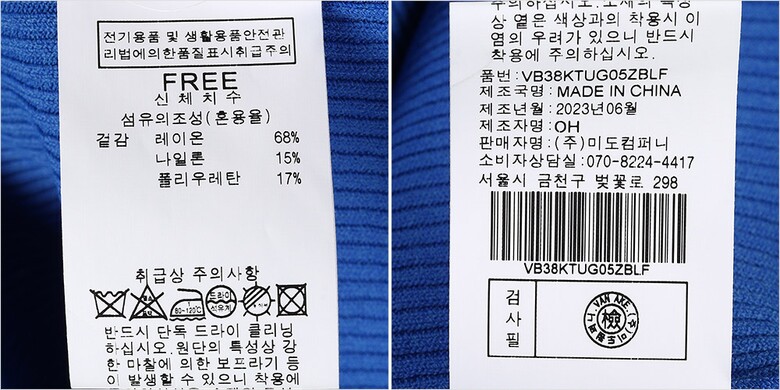 전기용품 및 생활용품안전관
리법에의한품질표시취급주의
FREE
신체치수
섬유의조성(혼용율)
겉감 레이온 68%
나일론 15%
폴리우레탄 17%
취급상 주의사항
80~120℃ 드라이
반드시 단독 드라이 클리닝
하십시오.원단의 특성상 강
한 마찰에 의한 보프라기 등
이 발생할 수 있으니 착용에
상 옅은 색상과의 착용시 이
염의 우려가 있으니 반드시
착용에 주의하십시오.
품번:VB38KTUG05ZBLF
제조국명:MADE IN CHINA
제조년월:2023년06월
제조자명:OH
판매자명:(주)미도컴퍼니
소비자상담실:070-8224-4417
서울시 금천구 벚꽃로 298
VB38KTUG05ZBLF
검
사
필
檢